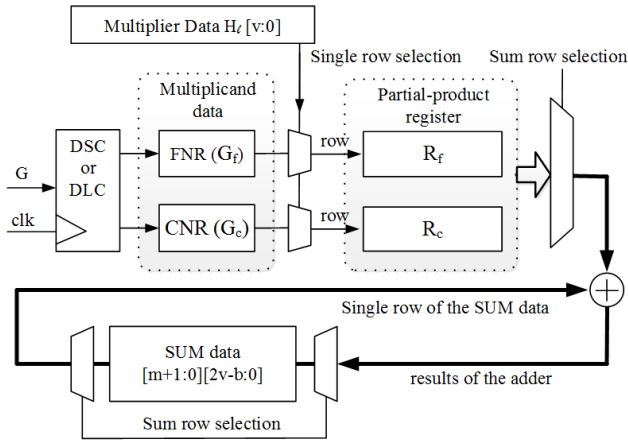 Multiplier Data Hℓ [v:0]
Single row selection
Sum row selection
Multiplicand
data
Partial-product
register
DSC
or
DLC
G
clk
FNR (Gf)
CNR (Gc)
row
row
Rf
Rc
Single row of the SUM data
SUM data
[m+1:0][2v-b:0]
results of the adder
Sum row selection